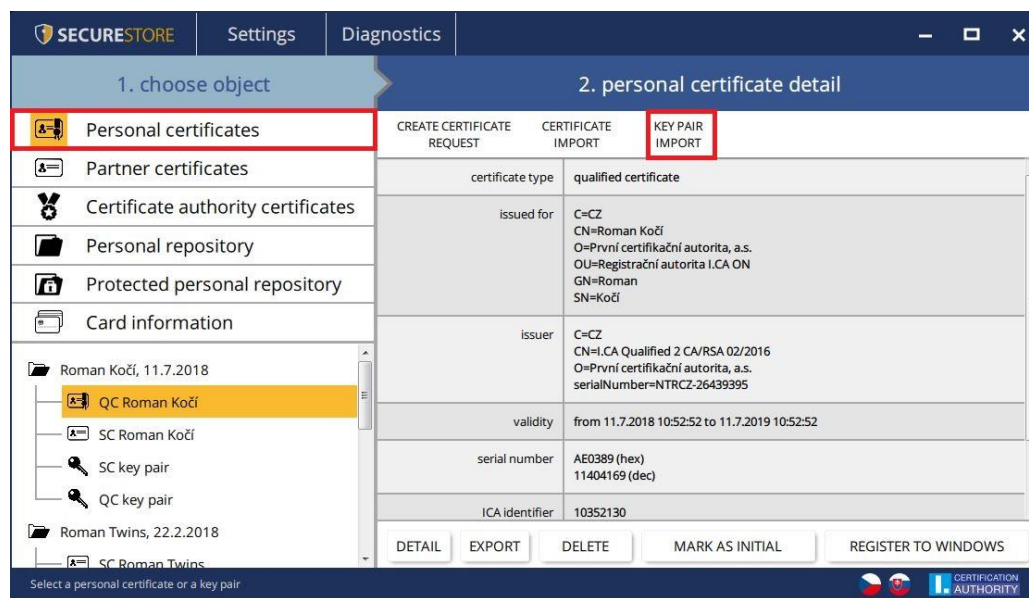 SECURESTORE
Settings
Diagnostics
1. choose object
2. personal certificate detail
Personal certificates
Partner certificates
Certificate authority certificates
Personal repository
Protected personal repository
Card information
Roman Kočí, 11.7.2018
QC Roman Kočí
SC Roman Kočí
SC key pair
QC key pair
Roman Twins, 22.2.2018
SC Roman Twins
CREATE CERTIFICATE
REQUEST
CERTIFICATE
IMPORT
KEY PAIR
IMPORT
certificate type qualified certificate
issued for C=CZ
CN=Roman Kočí
O=První certifikační autorita, a.s.
OU=Registrační autorita I.CA ON
GN=Roman
SN=Kočí
issuer C=CZ
CN=I.CA Qualified 2 CA/RSA 02/2016
O=První certifikační autorita, a.s.
serialNumber=NTRCZ-26439395
validity from 11.7.2018 10:52:52 to 11.7.2019 10:52:52
serial number AE0389 (hex)
11404169 (dec)
ICA identifier 10352130
DETAIL EXPORT DELETE MARK AS INITIAL REGISTER TO WINDOWS
Select a personal certificate or a key pair
I. CERTIFICATION
AUTHORITY